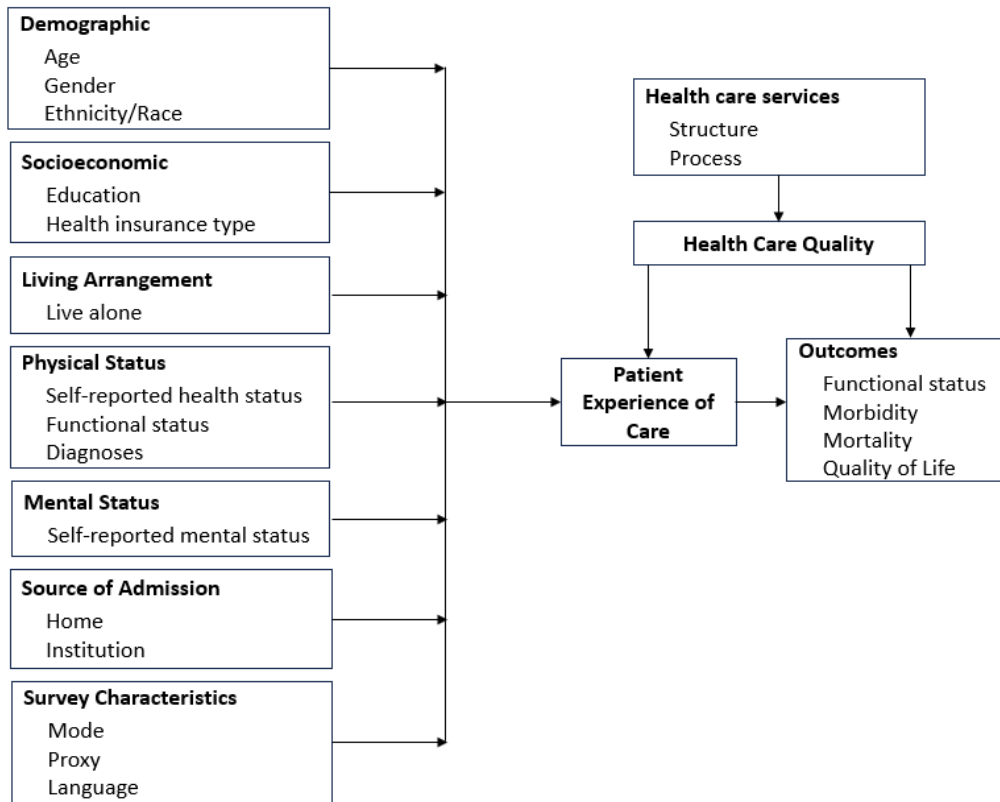 Demographic
Age
Gender
Ethnicity/Race
Socioeconomic
Education
Health insurance type
Living Arrangement
Live alone
Physical Status
Self-reported health status
Functional status
Diagnoses
Mental Status
Self-reported mental status
Source of Admission
Home
Institution
Survey Characteristics
Mode
Proxy
Language
Health care services
Structure
Process
Health Care Quality
Patient
Experience of
Care
Outcomes
Functional status
Morbidity
Mortality
Quality of Life